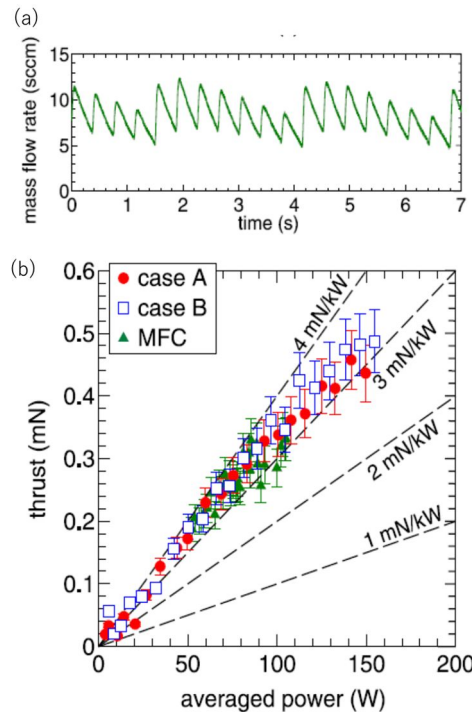 (a)
mass flow rate (sccm)
15
10
5
0
0 1 2 3 4 5 6 7
time (s)
(b)
thrust (mN)
0.6
0.5
0.4
0.3
0.2
0.1
0
case A
case B
MFC
4 mN/kW
3 mN/kW
2 mN/kW
1 mN/kW
0 50 100 150 200
averaged power (W)